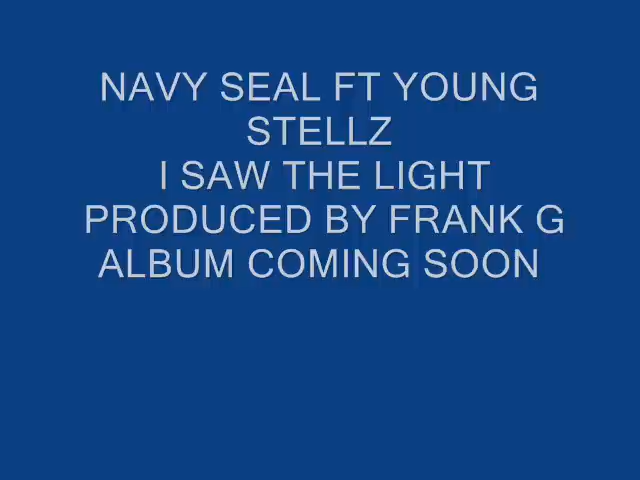 NAVY SEAL FT YOUNG
STELLZ
I SAW THE LIGHT
PRODUCED BY FRANK G
ALBUM COMING SOON